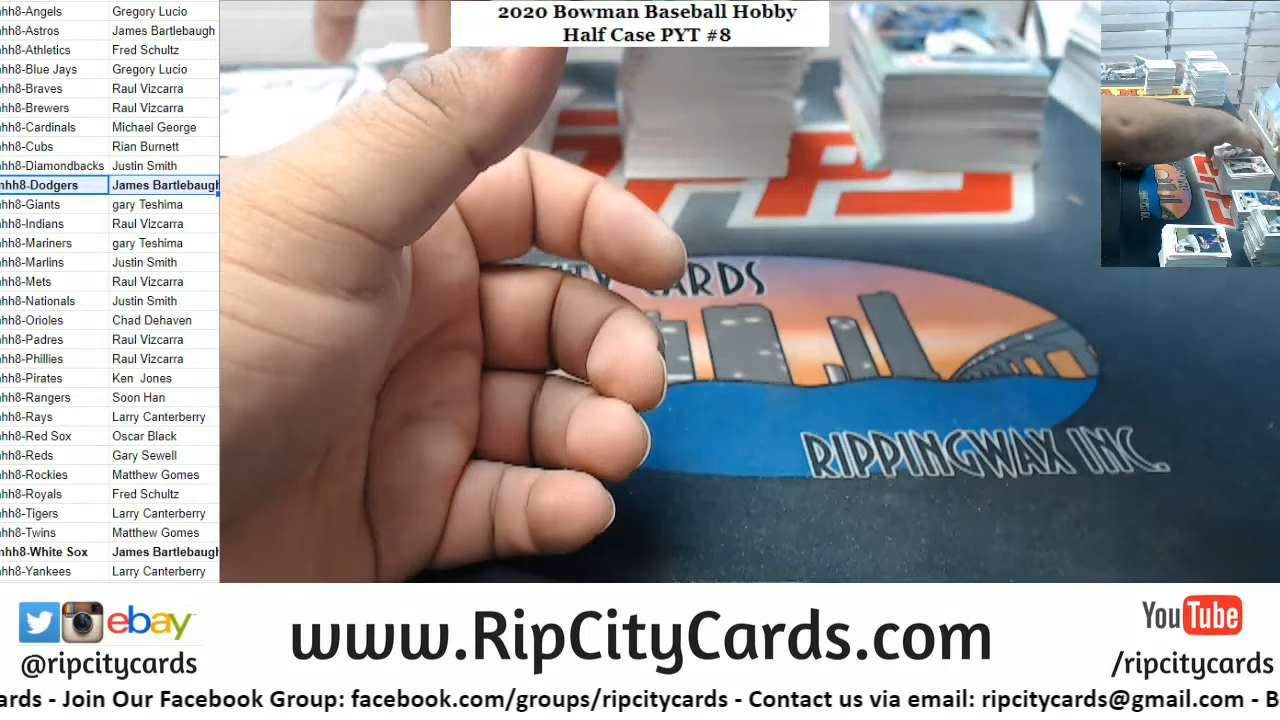 2020 Bowman Baseball Hobby
Half Case PYT #8
hh8-Angels Gregory Lucio
hh8-Astros James Bartlebaugh
hh8-Athletics Fred Schultz
hh8-Blue Jays Gregory Lucio
hh8-Braves Raul Vizcarra
hh8-Brewers Raul Vizcarra
hh8-Cardinals Michael George
hh8-Cubs Rian Burnett
hh8-Diamondbacks Justin Smith
hh8-Dodgers James Bartlebaugh
hh8-Giants gary Teshima
hh8-Indians Raul Vizcarra
hh8-Mariners gary Teshima
hh8-Marlins Justin Smith
hh8-Mets Raul Vizcarra
hh8-Nationals Justin Smith
hh8-Orioles Chad Dehaven
hh8-Padres Raul Vizcarra
hh8-Phillies Raul Vizcarra
hh8-Pirates Ken Jones
hh8-Rangers Soon Han
hh8-Rays Larry Canterberry
hh8-Red Sox Oscar Black
hh8-Reds Gary Sewell
hh8-Rockies Matthew Gomes
hh8-Royals Fred Schultz
hh8-Tigers Larry Canterberry
hh8-Twins Matthew Gomes
hh8-White Sox James Bartlebaugh
hh8-Yankees Larry Canterberry
CITY CARDS
RIPPINGWAX INC.
ebay
@ripcitycards
www.RipCityCards.com
YouTube
/ripcitycards
ards - Join Our Facebook Group: facebook.com/groups/ripcitycards - Contact us via email: ripcitycards@gmail.com - B